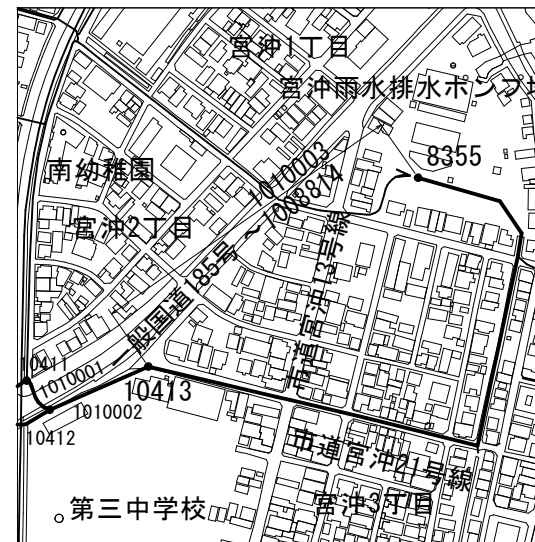 宮沖1丁目
宮沖雨水排水ポンプ場
8355
南幼稚園
1010003
宮沖2丁目
一般国道185号 ～1008814
市道宮沖13号線
10411
1010001
10413
1010002
10412
市道宮沖21号線
宮沖3丁目
第三中学校